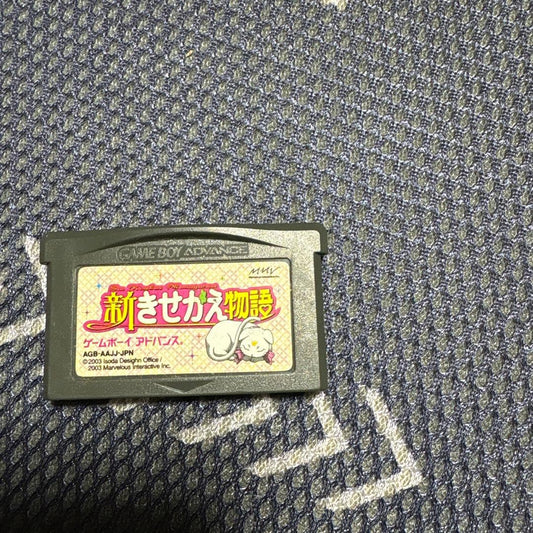 GAME BOY ADVANCE
MMV
新きせかえ物語
ゲームボーイ アドバンス®
AGB-AAJJ-JPN
©2003 Isoda Desighn Office /
2003 Marvelous Interactive Inc.